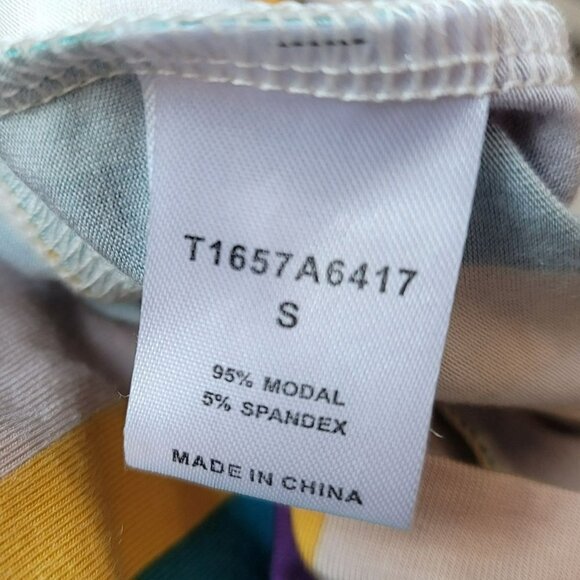 T1657A6417
S
95% MODAL
5% SPANDEX
MADE IN CHINA